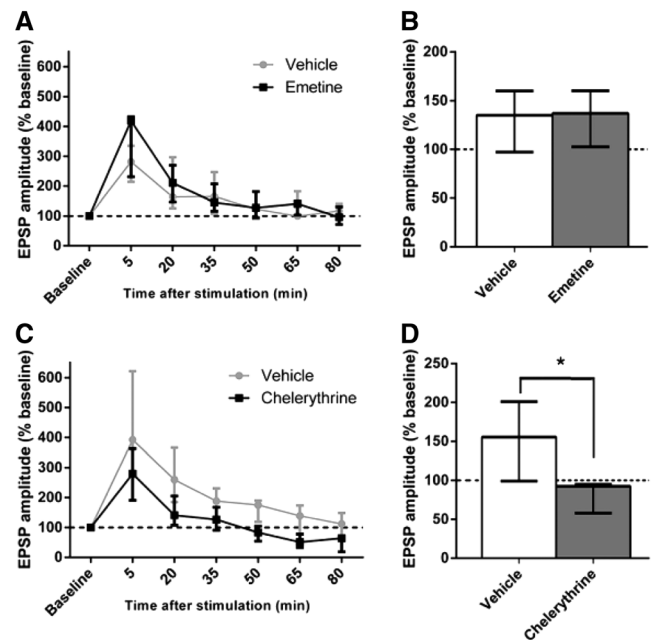 A
EPSP amplitude (% baseline)
600
500
400
300
200
100
0
Vehicle
Emetine
Baseline
5
20
35
50
65
80
Time after stimulation (min)
B
EPSP amplitude (% baseline)
200
150
100
50
0
Vehicle
Emetine
C
EPSP amplitude (% baseline)
600
500
400
300
200
100
0
Vehicle
Chelerythrine
Baseline
5
20
35
50
65
80
Time after stimulation (min)
D
EPSP amplitude (% baseline)
250
200
150
100
50
0
*
Vehicle
Chelerythrine